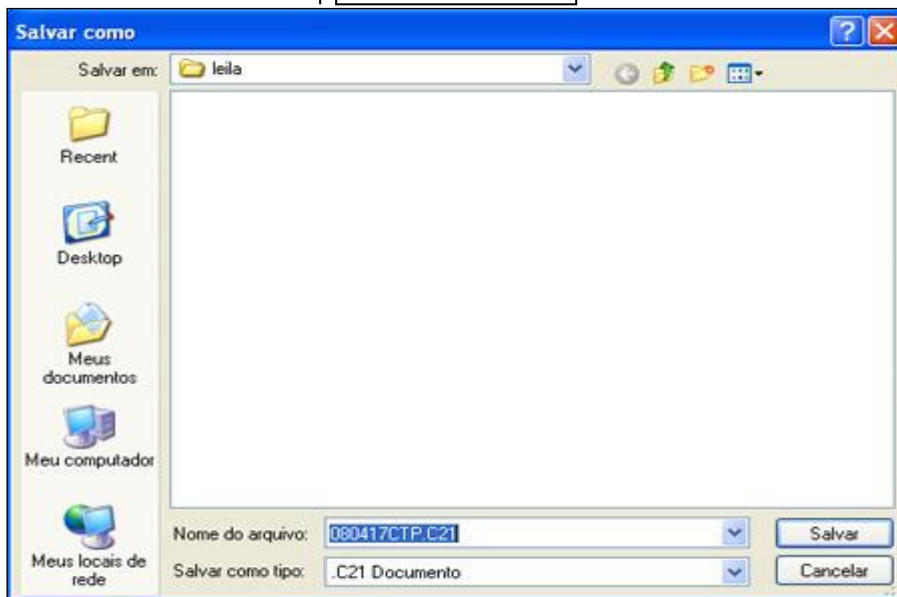 Salvar como
Salvar em: leila
Recent
Desktop
Meus
documentos
Meu computador
Meus locais de
rede
Nome do arquivo: 080417CTP.C21 Salvar
Salvar como tipo: .C21 Documento Cancelar